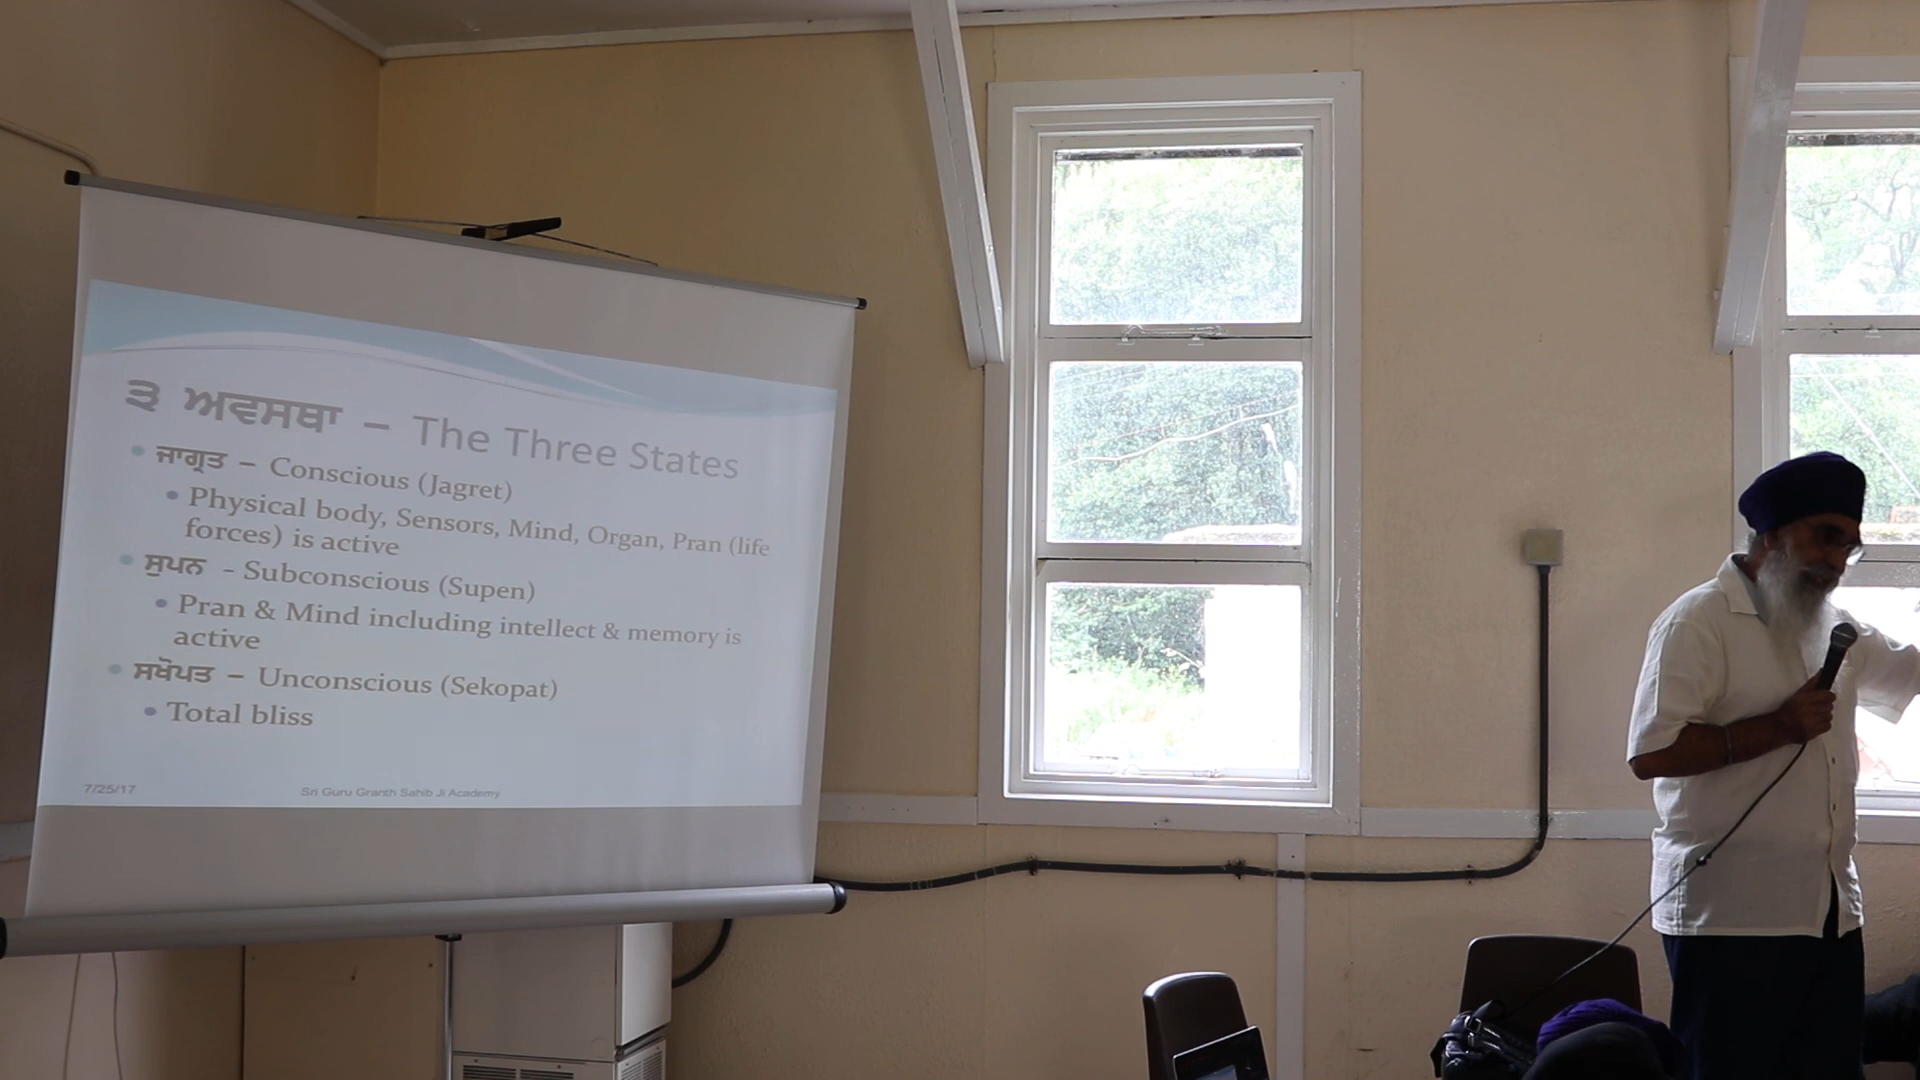 ੩ ਅਵਸਥਾ – The Three States
• ਜਾਗ੍ਰਤ – Conscious (Jagret)
• Physical body, Sensors, Mind, Organ, Pran (life
forces) is active
• ਸੁਪਨ - Subconscious (Supen)
• Pran & Mind including intellect & memory is
active
• ਸਖੋਪਤ – Unconscious (Sekopat)
• Total bliss
7/25/17 Sri Guru Granth Sahib Ji Academy